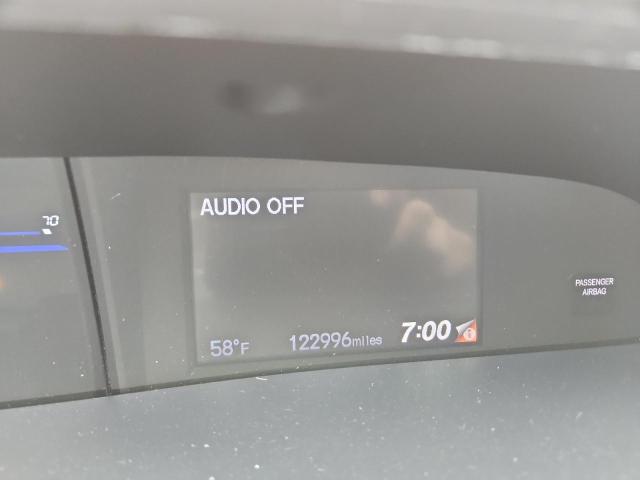 70
AUDIO OFF
PASSENGER
AIRBAG
58°F 122996miles 7:00 i